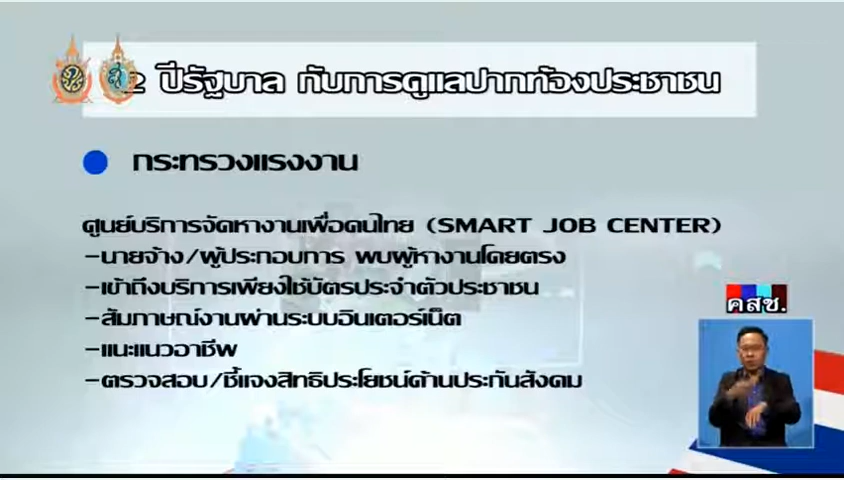 2 ปีรัฐบาล กับการดูแลปากท้องประชาชน
กระทรวงแรงงาน
ศูนย์บริการจัดหางานเพื่อคนไทย (SMART JOB CENTER)
-นายจ้าง/ผู้ประกอบการ พบผู้หางานโดยตรง
-เข้าถึงบริการเพียงใช้บัตรประจำตัวประชาชน
-สัมภาษณ์งานผ่านระบบอินเตอร์เน็ต
-แนะแนวอาชีพ
-ตรวจสอบ/ชี้แจงสิทธิประโยชน์ด้านประกันสังคม
คสช.